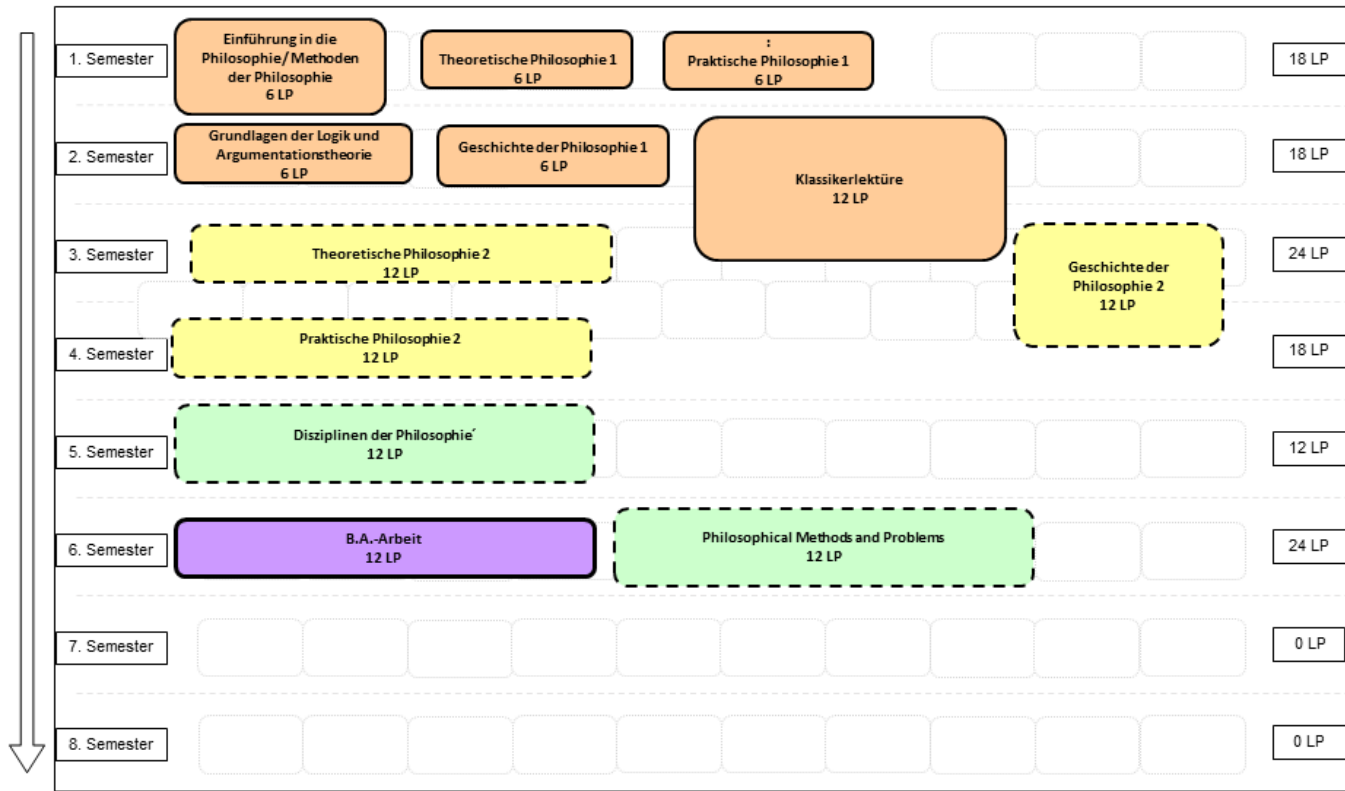 1. Semester
Einführung in die
Philosophie/ Methoden
der Philosophie
6 LP
Theoretische Philosophie 1
6 LP
:
Praktische Philosophie 1
6 LP
18 LP
2. Semester
Grundlagen der Logik und
Argumentationstheorie
6 LP
Geschichte der Philosophie 1
6 LP
Klassikerlektüre
12 LP
18 LP
3. Semester
Theoretische Philosophie 2
12 LP
Geschichte der
Philosophie 2
12 LP
24 LP
4. Semester
Praktische Philosophie 2
12 LP
18 LP
5. Semester
Disziplinen der Philosophie´
12 LP
12 LP
6. Semester
B.A.-Arbeit
12 LP
Philosophical Methods and Problems
12 LP
24 LP
7. Semester
0 LP
8. Semester
0 LP